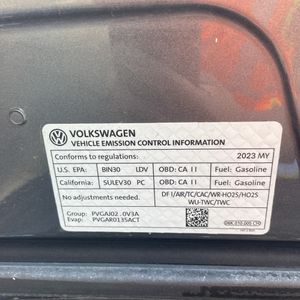 VOLKSWAGEN
VEHICLE EMISSION CONTROL INFORMATION
Conforms to regulations: 2023 MY
U.S. EPA: BIN30 LDV OBD: CA II Fuel: Gasoline
California: SULEV30 PC OBD: CA II Fuel: Gasoline
No adjustments needed. DF I/AIR/TC/CAC/WR-HO2S/HO2S
WU-TWC/TWC
Group: PVGAJ02.0V3A
Evap: PVGAR0135ACT